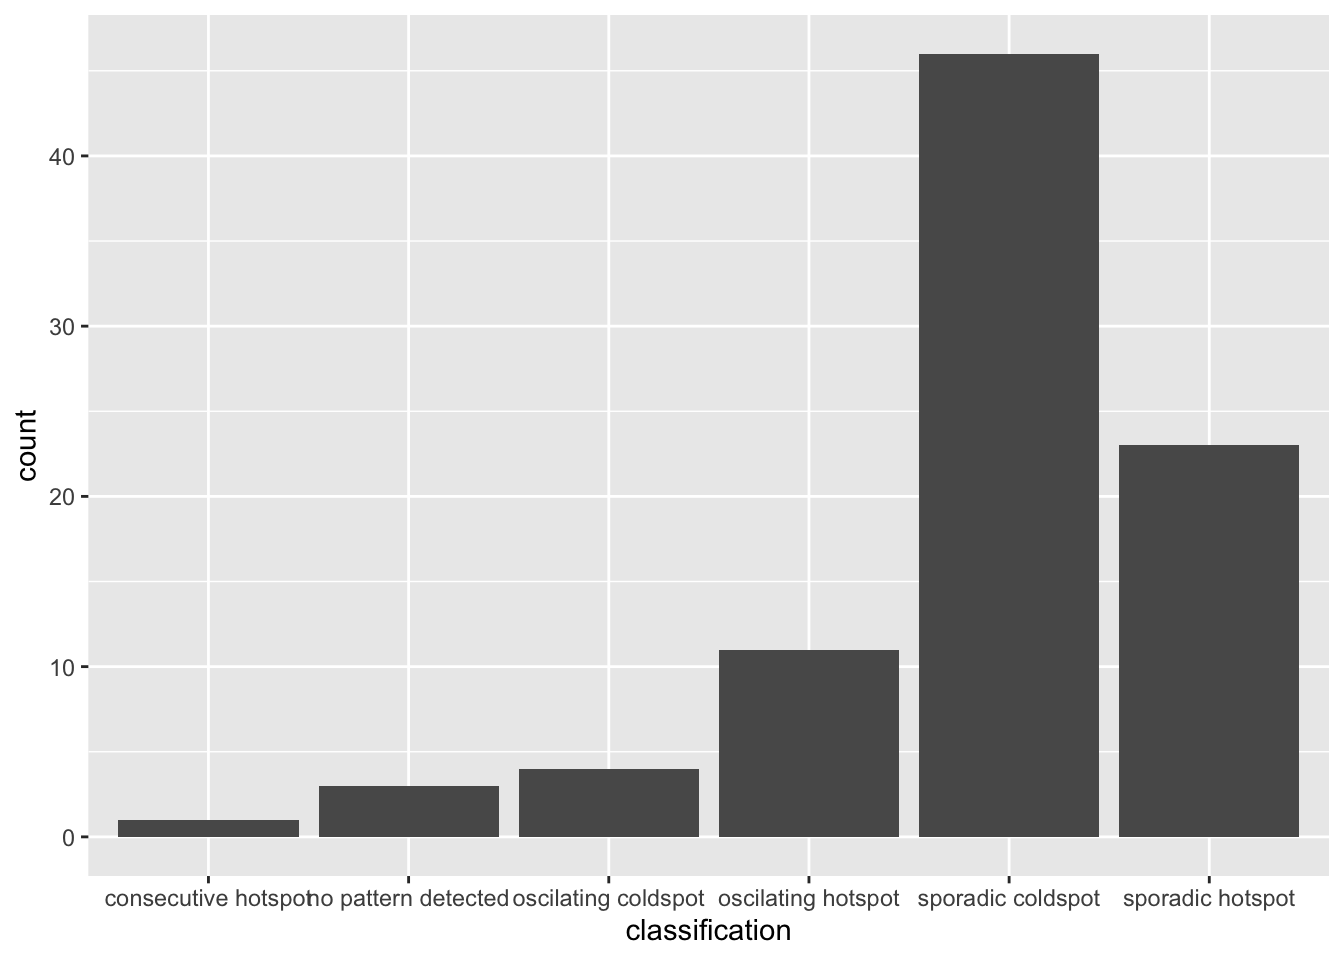 40
30
20
10
0
count
consecutive hotspot no pattern detected oscilating coldspot oscilating hotspot sporadic coldspot sporadic hotspot
classification